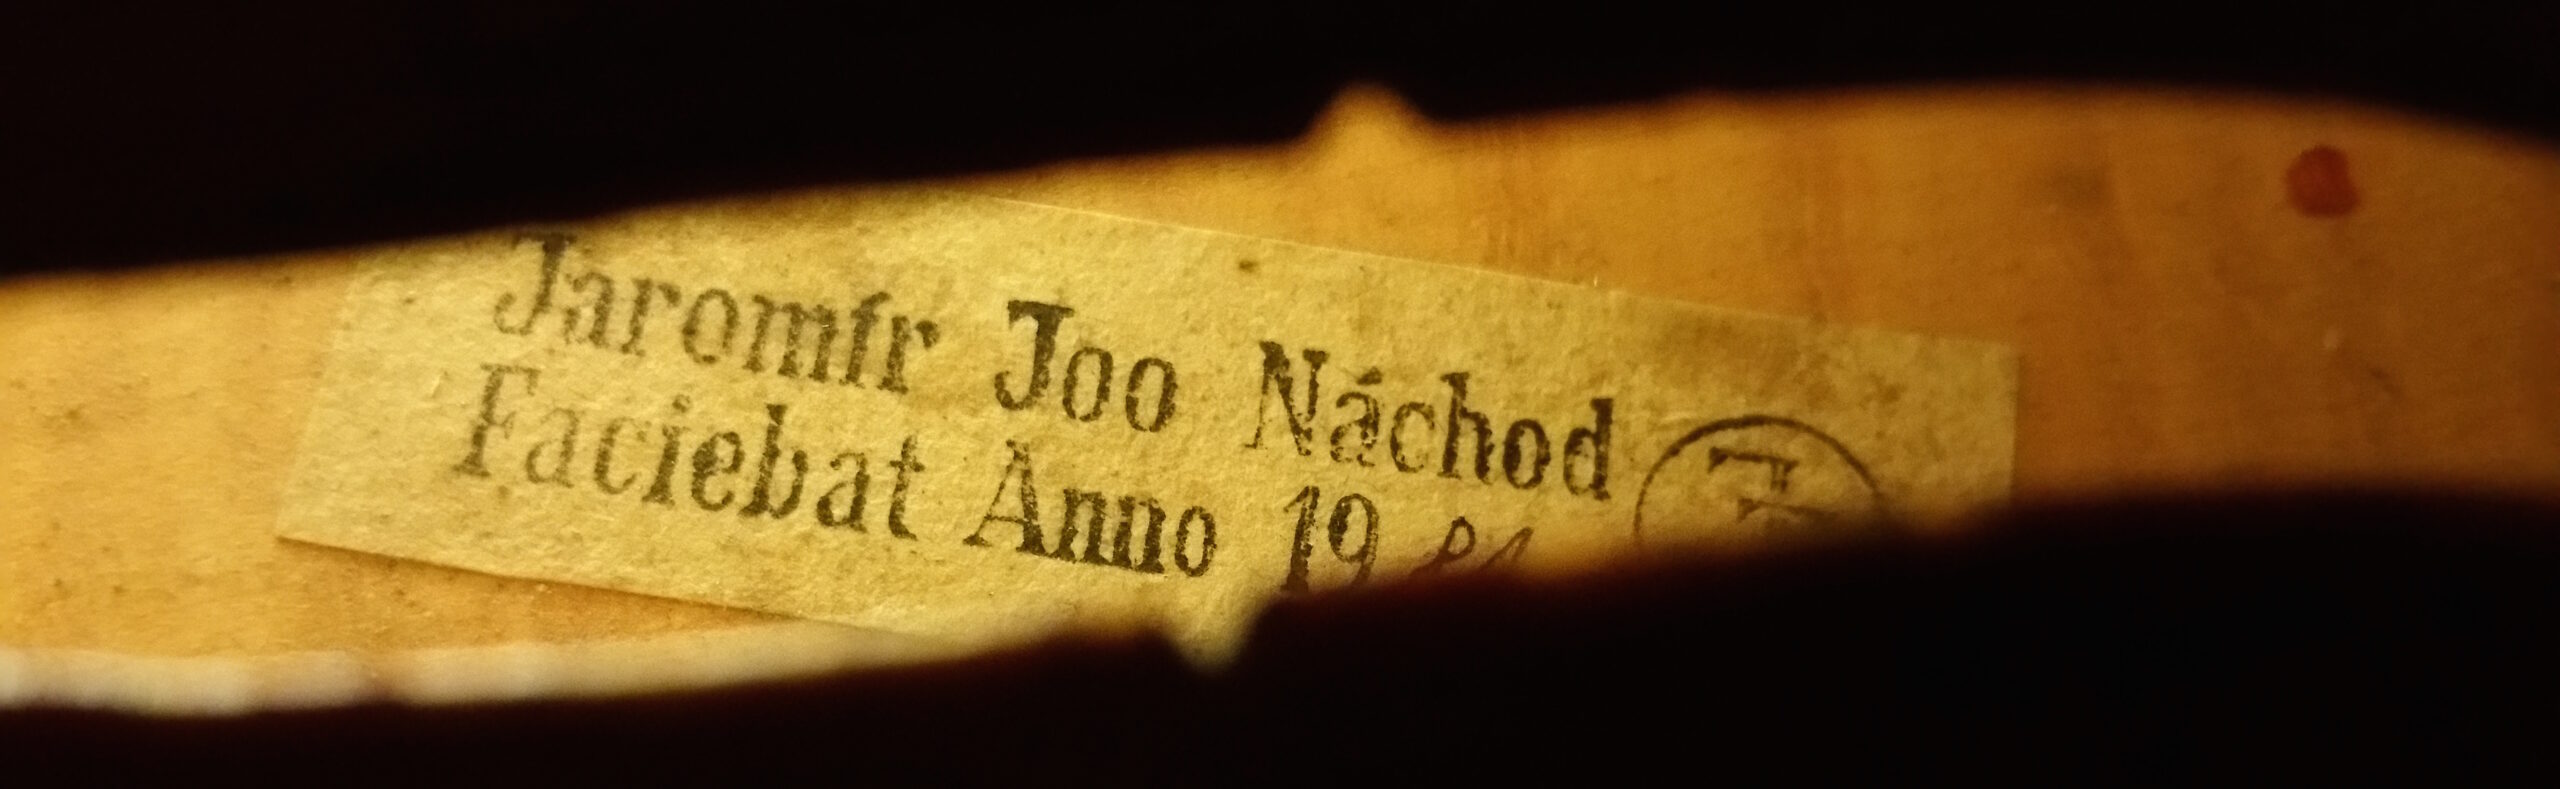 Jaromír Joo Náchod
Faciebat Anno 19